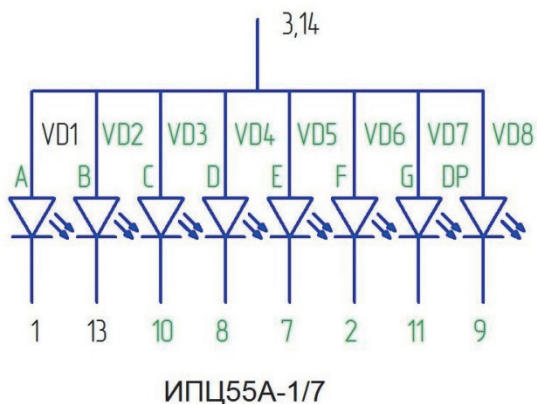 3,14
VD1 VD2 VD3 VD4 VD5 VD6 VD7 VD8
A B C D E F G DP
1 13 10 8 7 2 11 9
ИПЦ55А-1/7